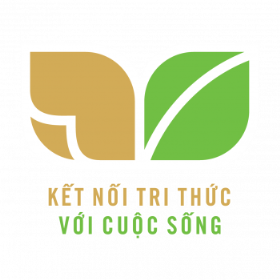 KẾT NỐI TRI THỨC
VỚI CUỘC SỐNG